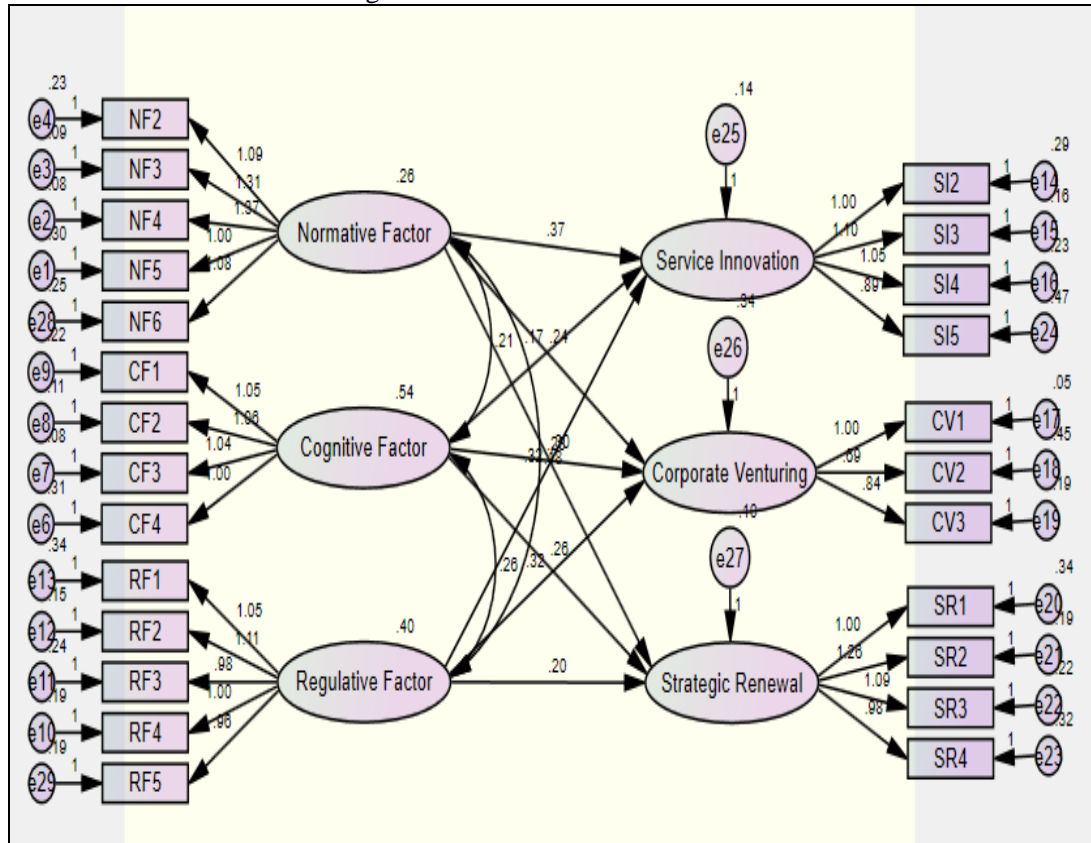 .23
e4
1
NF2
.09
e3
1
NF3
.08
e2
1
NF4
.30
e1
1
NF5
.25
e28
1
NF6
.22
e9
1
CF1
.11
e8
1
CF2
.08
e7
1
CF3
.31
e6
1
CF4
.34
e13
1
RF1
.15
e12
1
RF2
.24
e11
1
RF3
.19
e10
1
RF4
.19
e29
1
RF5
1.09
1.31
1.37
1.00
1.08
.26
Normative Factor
1.05
1.06
1.04
1.00
.54
Cognitive Factor
1.05
1.11
.98
1.00
.96
.40
Regulative Factor
.37
.21
.17
.24
.32
.26
.32
.26
.20
.14
e25
1
Service Innovation
.34
e26
1
Corporate Venturing
e27
1
Strategic Renewal
1.00
1.10
1.05
.89
SI2
1
e14
.29
SI3
1
e15
.16
SI4
1
e16
.23
SI5
1
e24
.47
1.00
.69
.84
CV1
1
e17
.05
CV2
1
e18
.45
CV3
1
e19
.19
1.00
1.26
1.09
.98
SR1
1
e20
.34
SR2
1
e21
.19
SR3
1
e22
.22
SR4
1
e23
.32